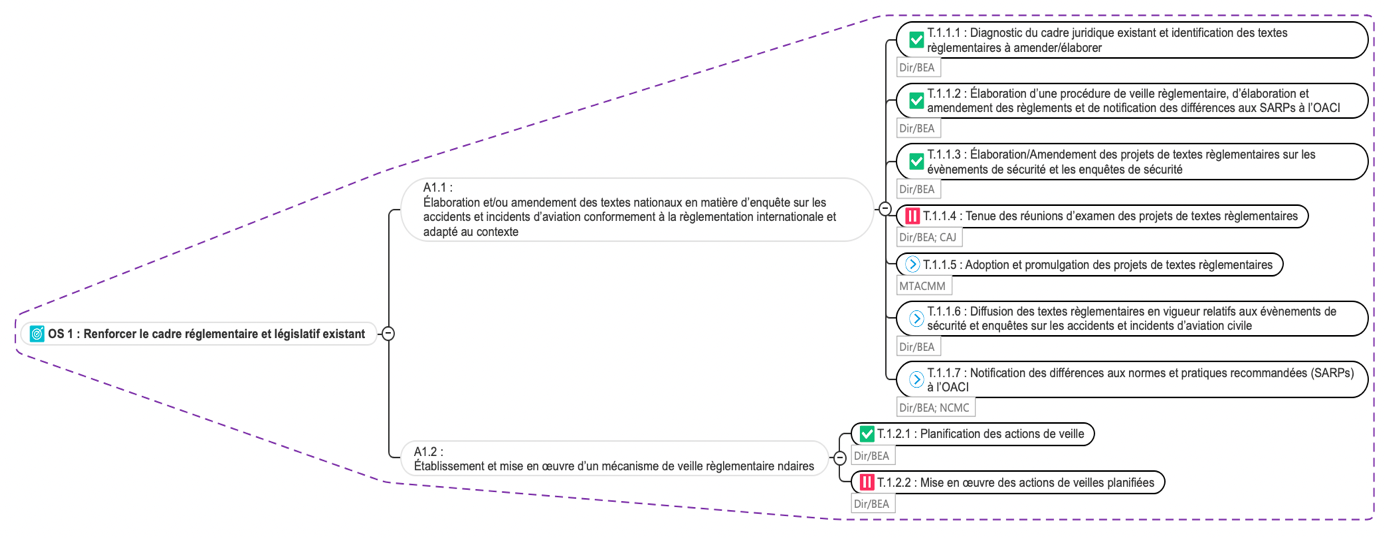 OS 1 : Renforcer le cadre réglementaire et législatif existant
A1.1 :
Élaboration et/ou amendement des textes nationaux en matière d'enquête sur les
accidents et incidents d'aviation conformement à la règlementation internationale et
adapté au contexte
T.1.1.1 : Diagnostic du cadre juridique existant et identification des textes
règlementaires à amender/élaborer
Dir/BEA
T.1.1.2 : Élaboration d'une procédure de veille règlementaire, d'élaboration et
amendement des règlements et de notification des différences aux SARPs à l'OACI
Dir/BEA
T.1.1.3 : Élaboration/Amendement des projets de textes règlementaires sur les
évènements de sécurité et les enquêtes de sécurité
Dir/BEA
T.1.1.4 : Tenue des réunions d'examen des projets de textes règlementaires
Dir/BEA; CAJ
T.1.1.5 : Adoption et promulgation des projets de textes règlementaires
MTACMM
T.1.1.6 : Diffusion des textes règlementaires en vigueur relatifs aux évènements de
sécurité et enquêtes sur les accidents et incidents d'aviation civile
Dir/BEA
T.1.1.7 : Notification des différences aux normes et pratiques recommandées (SARPs)
à l'OACI
Dir/BEA; NCMC
A1.2 :
Établissement et mise en œuvre d'un mécanisme de veille règlementaire ndaires
T.1.2.1 : Planification des actions de veille
Dir/BEA
T.1.2.2 : Mise en œuvre des actions de veilles planifiées
Dir/BEA